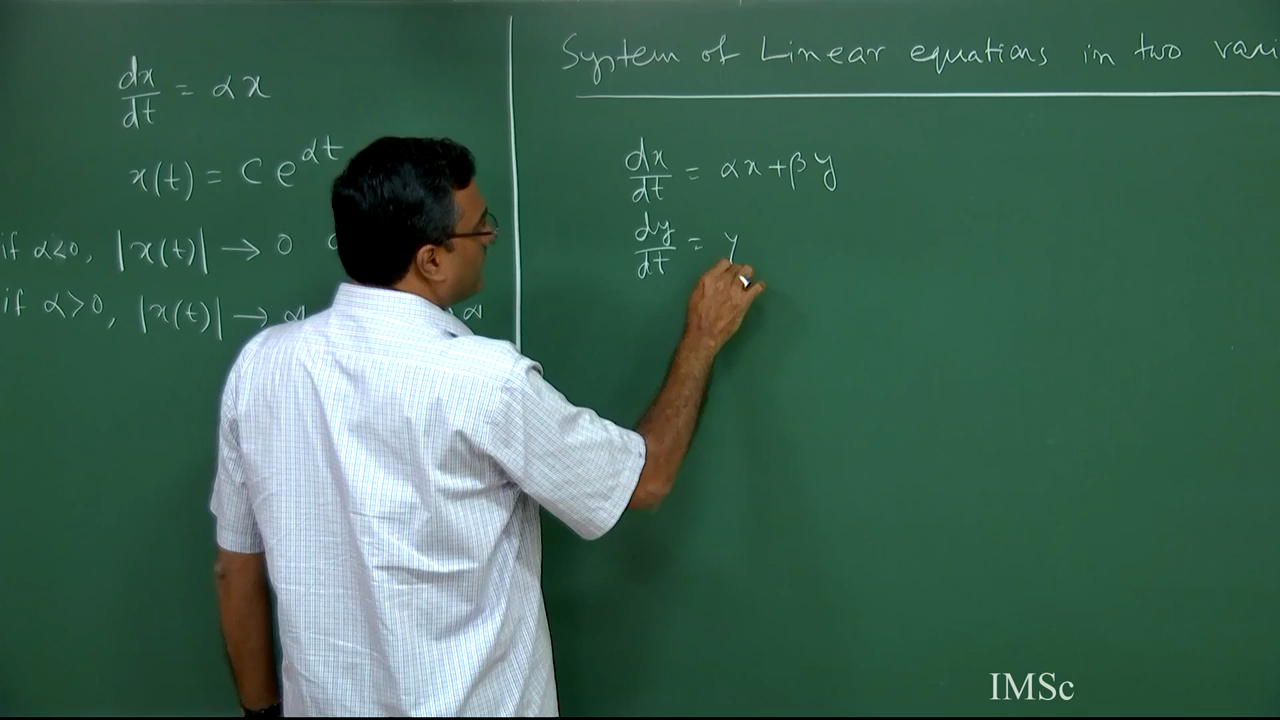 dx/dt = αx
x(t) = C e^αt
if α<0, |x(t)| → 0
if α>0, |x(t)| → α α
System of Linear equations in two vari
dx/dt = αx+βy
dy/dt = γ
IMSc